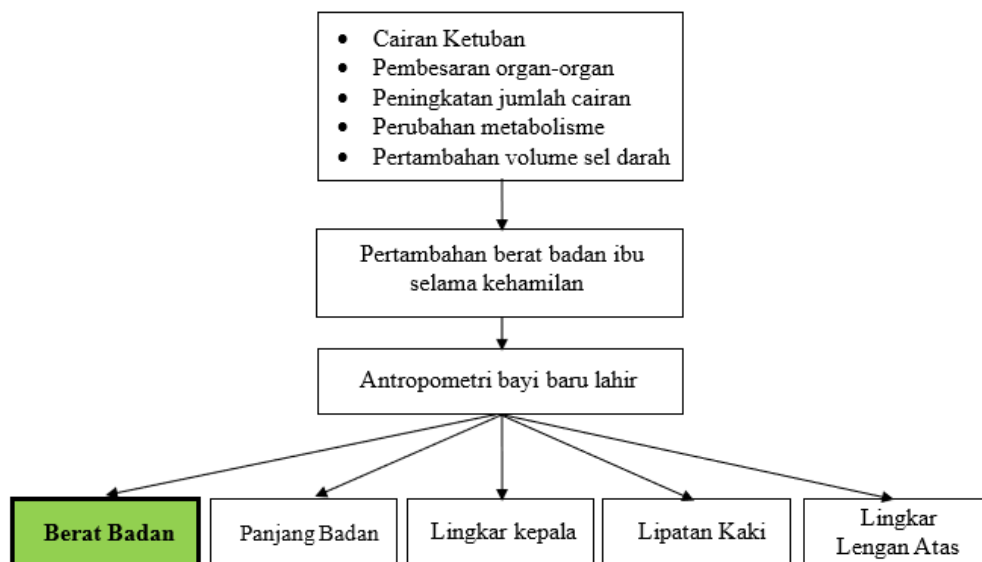 • Cairan Ketuban
• Pembesaran organ-organ
• Peningkatan jumlah cairan
• Perubahan metabolisme
• Pertambahan volume sel darah
Pertambahan berat badan ibu
selama kehamilan
Antropometri bayi baru lahir
Berat Badan
Panjang Badan
Lingkar kepala
Lipatan Kaki
Lingkar
Lengan Atas